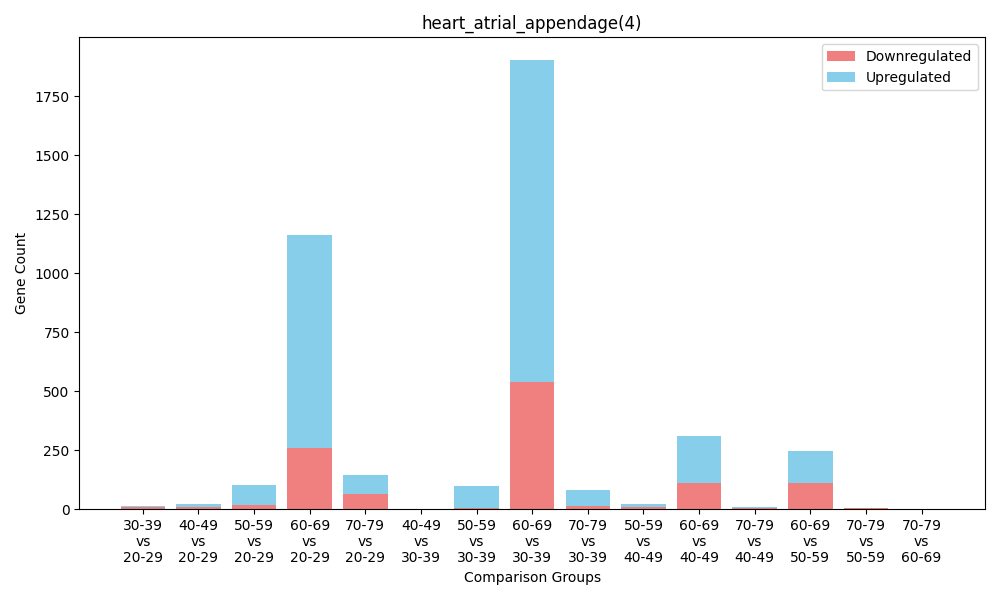 heart_atrial_appendage(4)
Downregulated
Upregulated
Gene Count
1750
1500
1250
1000
750
500
250
0
30-39 vs 20-29
40-49 vs 20-29
50-59 vs 20-29
60-69 vs 20-29
70-79 vs 20-29
40-49 vs 30-39
50-59 vs 30-39
60-69 vs 30-39
70-79 vs 30-39
50-59 vs 40-49
60-69 vs 40-49
70-79 vs 40-49
60-69 vs 50-59
70-79 vs 50-59
70-79 vs 60-69
Comparison Groups